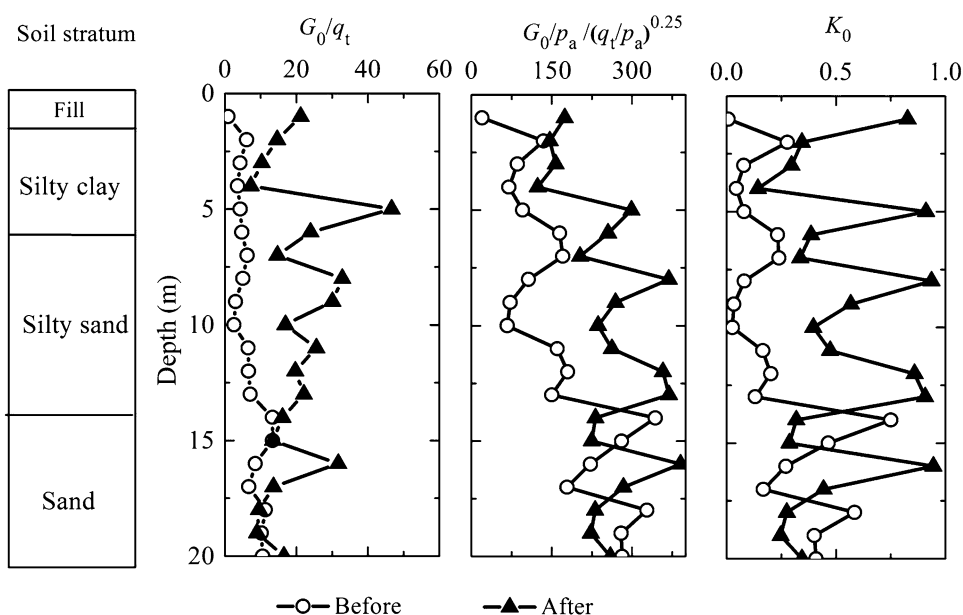 Soil stratum
G₀/qₜ
G₀/pₐ /(qₜ/pₐ)⁰·²⁵
K₀
0 20 40 60
0 150 300
0.0 0.5 1.0
0
5
10
15
20
Depth (m)
Fill
Silty clay
Silty sand
Sand
Before After